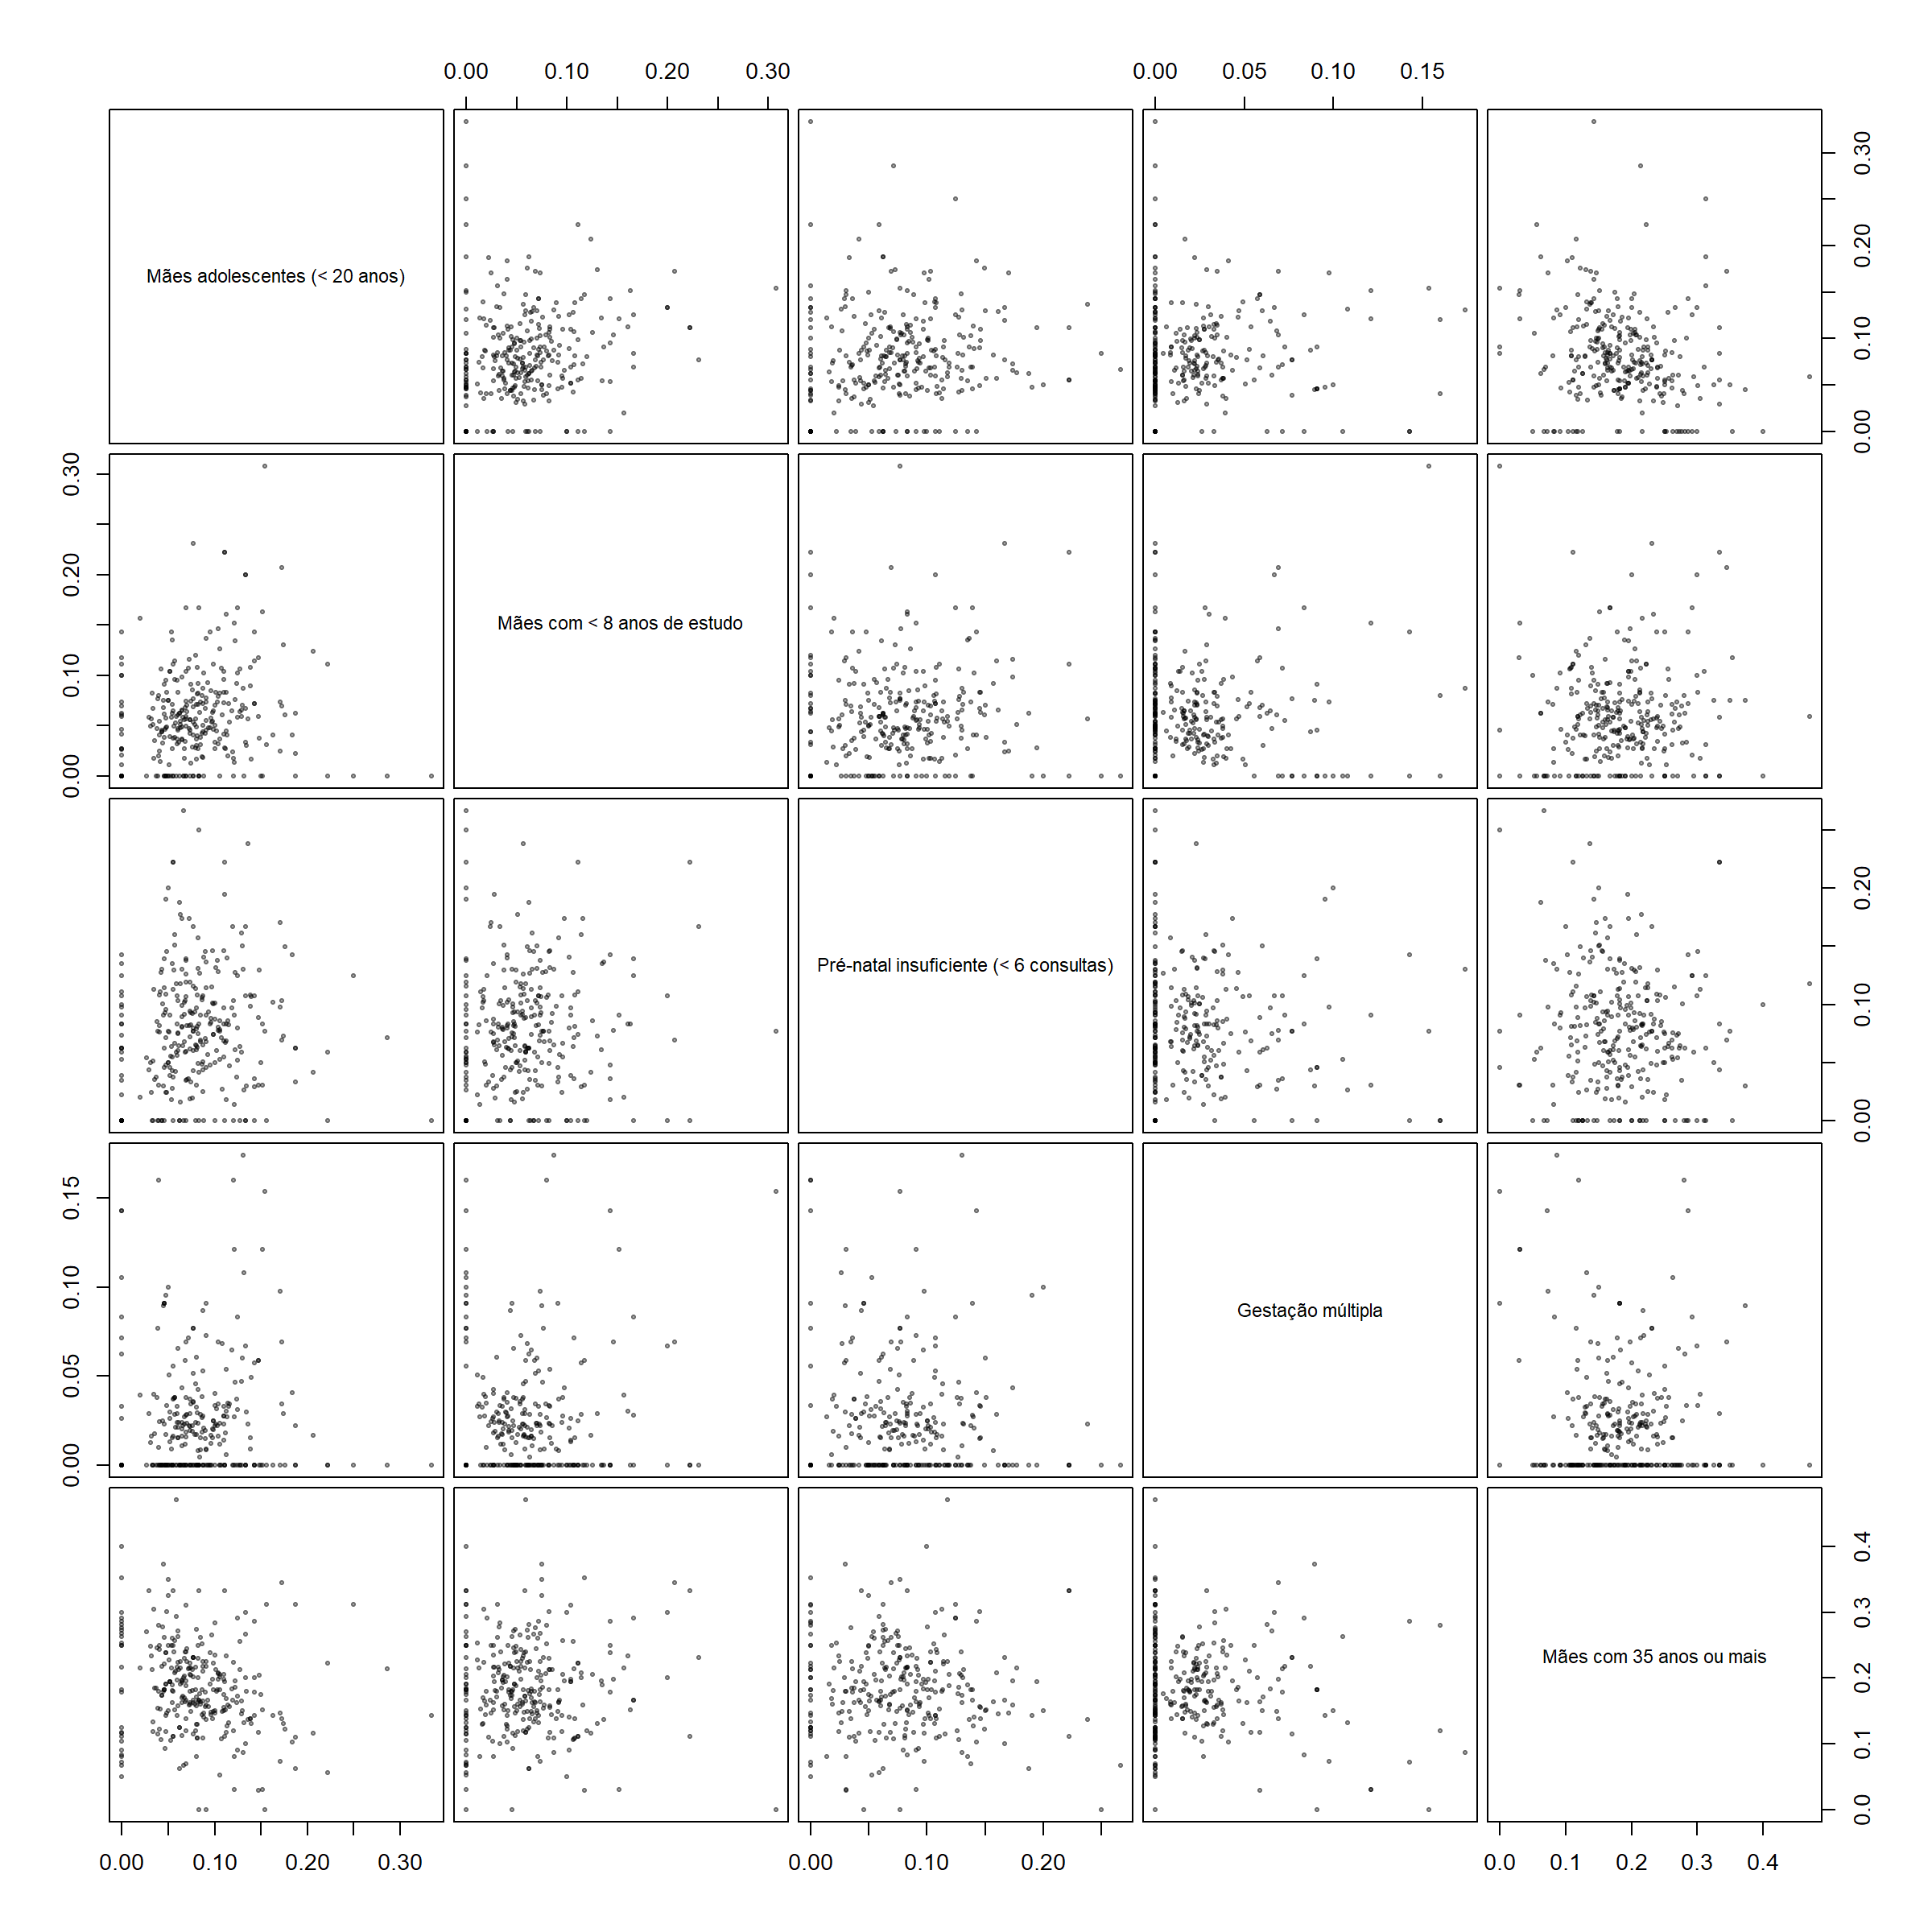 0.00 0.10 0.20 0.30 0.00 0.05 0.10 0.15
Mães adolescentes (< 20 anos)
0.00 0.10 0.20 0.30
0.00 0.10 0.20 0.30
Mães com < 8 anos de estudo
Pré-natal insuficiente (< 6 consultas)
0.00 0.10 0.20
0.00 0.05 0.10 0.15
Gestação múltipla
Mães com 35 anos ou mais
0.0 0.1 0.2 0.3 0.4
0.00 0.10 0.20 0.30 0.00 0.10 0.20 0.0 0.1 0.2 0.3 0.4